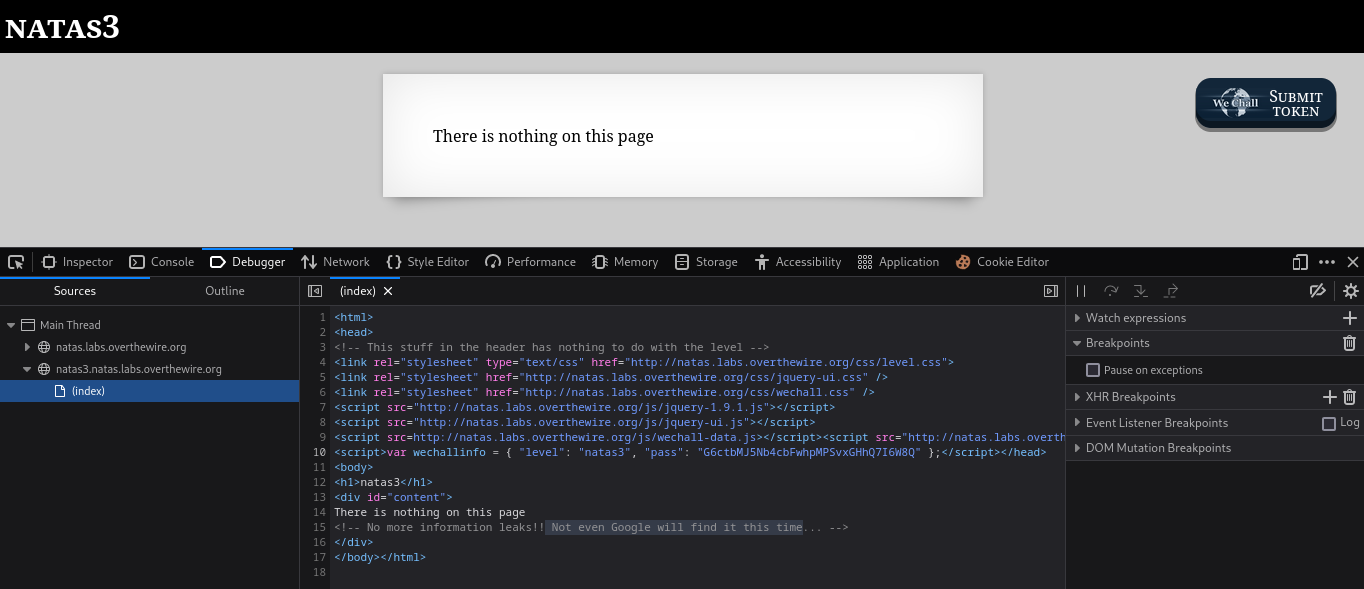 NATAS3
There is nothing on this page
We Chall
SUBMIT
TOKEN
Inspector
Console
Debugger
Network
Style Editor
Performance
Memory
Storage
Accessibility
Application
Cookie Editor
Sources
Outline
(index)
Main Thread
natas.labs.overthewire.org
natas3.natas.labs.overthewire.org
(index)
1 <html>
2 <head>
3 <!-- This stuff in the header has nothing to do with the level -->
4 <link rel="stylesheet" type="text/css" href="http://natas.labs.overthewire.org/css/level.css">
5 <link rel="stylesheet" href="http://natas.labs.overthewire.org/css/jquery-ui.css" />
6 <link rel="stylesheet" href="http://natas.labs.overthewire.org/css/wechall.css" />
7 <script src="http://natas.labs.overthewire.org/js/jquery-1.9.1.js"></script>
8 <script src="http://natas.labs.overthewire.org/js/jquery-ui.js"></script>
9 <script src=http://natas.labs.overthewire.org/js/wechall-data.js></script><script src="http://natas.labs.overth
10 <script>var wechallinfo = { "level": "natas3", "pass": "G6ctbMJ5Nb4cbFwhpMPSvxGHhQ7I6W8Q" };</script></head>
11 <body>
12 <h1>natas3</h1>
13 <div id="content">
14 There is nothing on this page
15 <!-- No more information leaks!! Not even Google will find it this time... -->
16 </div>
17 </body></html>
18
Watch expressions
Breakpoints
Pause on exceptions
XHR Breakpoints
Event Listener Breakpoints
Log
DOM Mutation Breakpoints